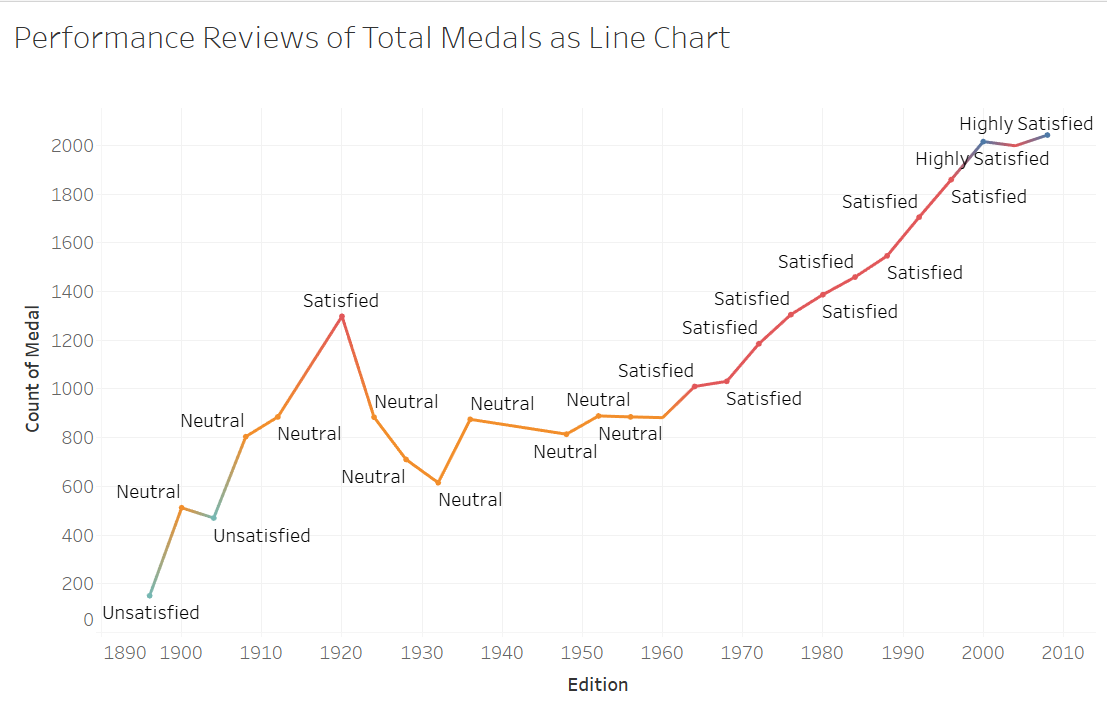 Performance Reviews of Total Medals as Line Chart
Highly Satisfied
2000
Highly Satisfied
1800
Satisfied
Satisfied
1600
Satisfied
Satisfied
1400
Satisfied
Satisfied
Satisfied
Satisfied
1200
Satisfied
Satisfied
1000
Satisfied
Neutral
Neutral
Neutral
Neutral
Neutral
Neutral
800
Neutral
Neutral
Neutral
600
Neutral
Neutral
400
Unsatisfied
200
Unsatisfied
0
Count of Medal
1890 1900 1910 1920 1930 1940 1950 1960 1970 1980 1990 2000 2010
Edition